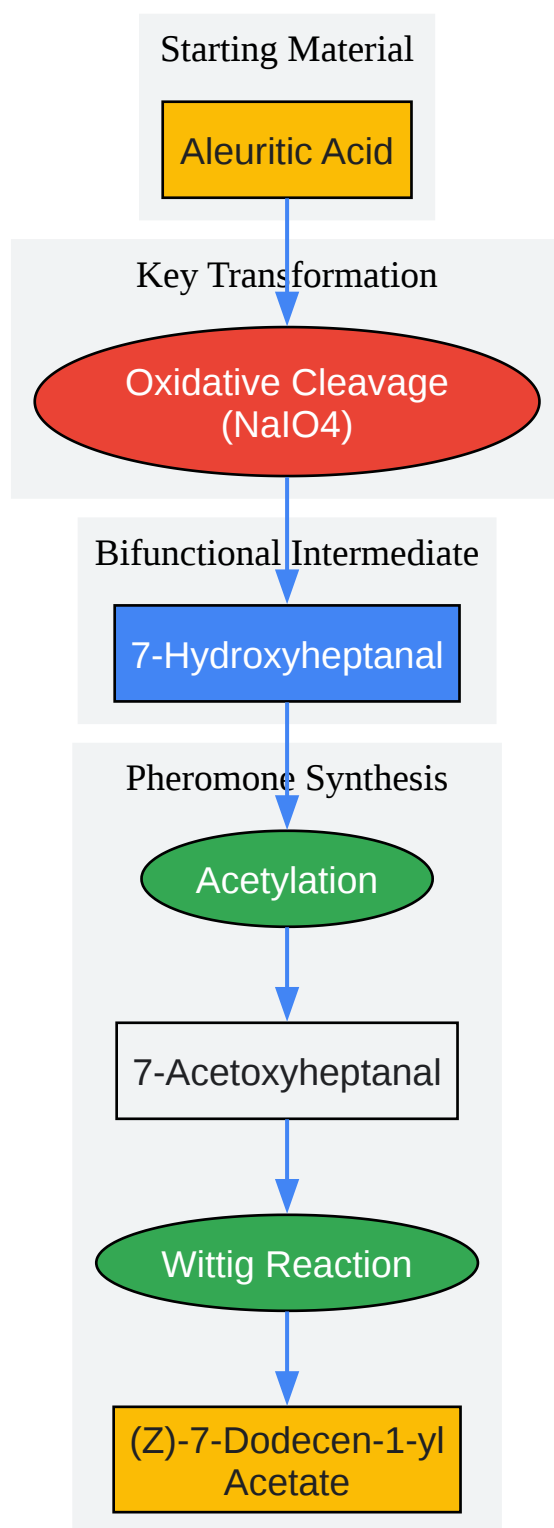 Starting Material
Aleuritic Acid
Key Transformation
Oxidative Cleavage
(NaIO4)
Bifunctional Intermediate
7-Hydroxyheptanal
Pheromone Synthesis
Acetylation
7-Acetoxyheptanal
Wittig Reaction
(Z)-7-Dodecen-1-yl
Acetate